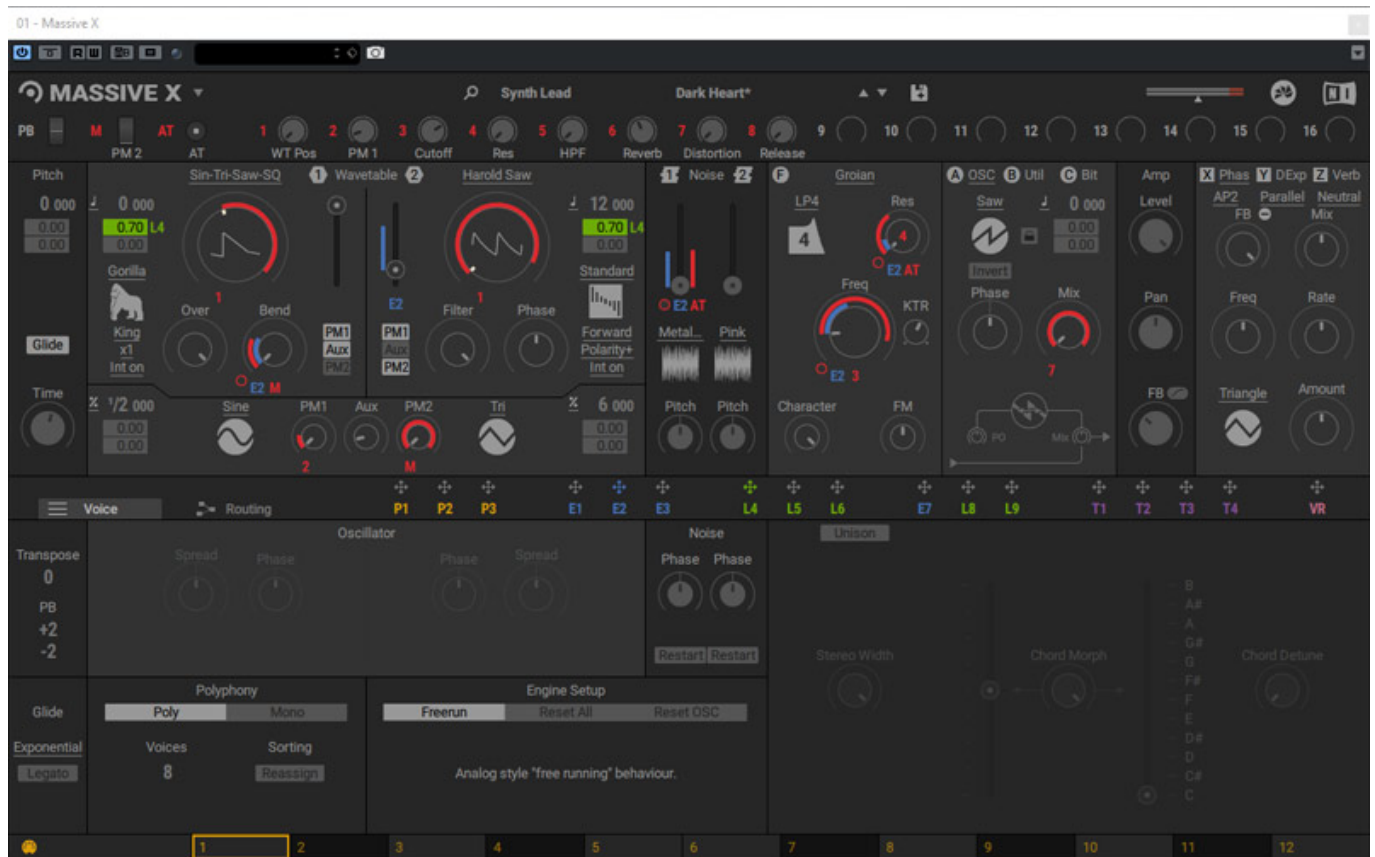 01 - Massive X
R W
MASSIVE X Synth Lead Dark Heart*
PB M AT 1 2 3 4 5 6 7 8 9 10 11 12 13 14 15 16
PM 2 AT WT Pos PM 1 Cutoff Res HPF Reverb Distortion Release
Pitch Sin-Tri-Saw-SQ 1 Wavetable 2 Harold Saw 1 Noise 2 F Groian A OSC B Util C Bit Amp X Phas Y DExp Z Verb
0 000 0 000 12 000 LP4 Res Saw 0 000 Level AP2 Parallel Neutral
0.00 0.70 L4 0.70 L4 4 4 0.00 FB Mix
0.00 0.00 0.00 0.00
Gorilla Standard E2 AT Invert
Over 1 Bend E2 Filter 1 Phase E2 AT Freq KTR Phase Mix Pan Freq Rate
Glide King PM1 PM1 Forward Metal... Pink
x1 Aux Aux Polarity+
Int on PM2 PM2 Int on
E2 M E2 3 7
Time 1/2 000 Sine PM1 Aux PM2 Tri 6 000 Pitch Pitch Character FM FB Triangle Amount
0.00 0.00 PO Mix
0.00 0.00
2 M
Voice Routing P1 P2 P3 E1 E2 E3 L4 L5 L6 E7 L8 L9 T1 T2 T3 T4 VR
Oscillator Noise Unison
Transpose Spread Phase Phase Spread Phase Phase
0
PB
+2
-2
Restart Restart
Stereo Width Chord Morph Chord Detune
B
A#
A
G#
G
F#
F
E
D#
D
C#
C
Polyphony Engine Setup
Glide Poly Mono Freerun Reset All Reset OSC
Exponential Voices Sorting
Legato 8 Reassign Analog style "free running" behaviour.
1 2 3 4 5 6 7 8 9 10 11 12